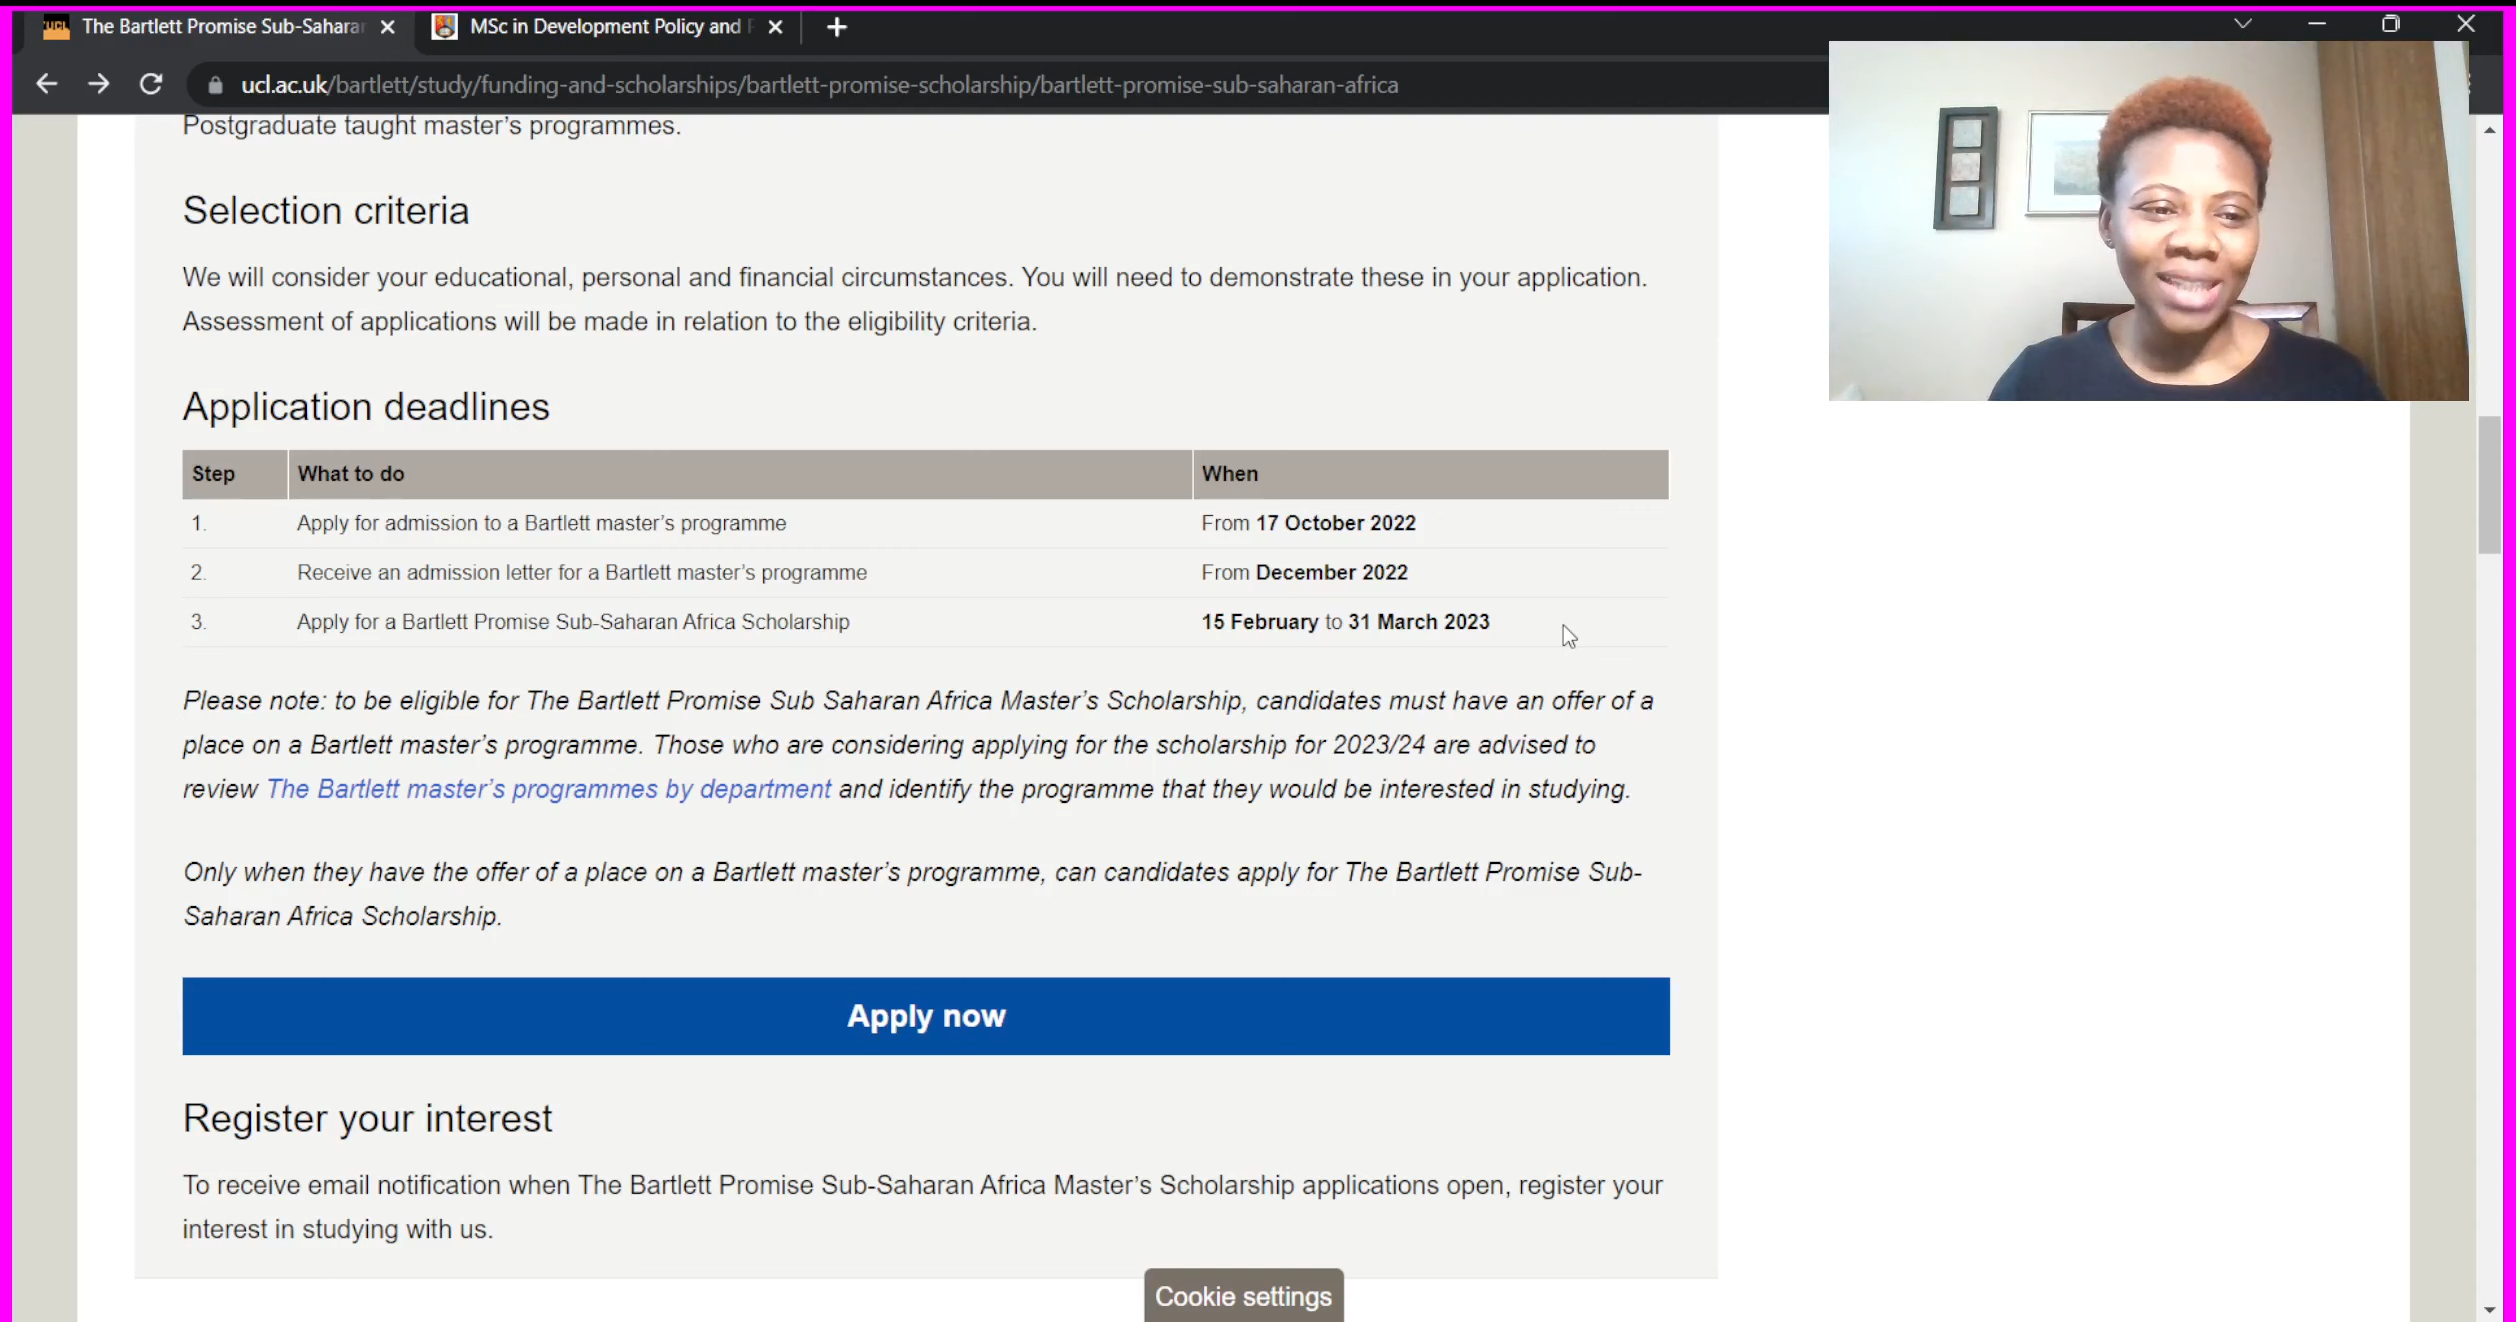 UCL The Bartlett Promise Sub-Sahara
MSc in Development Policy and
ucl.ac.uk/bartlett/study/funding-and-scholarships/bartlett-promise-scholarship/bartlett-promise-sub-saharan-africa
Postgraduate taught master’s programmes.
Selection criteria
We will consider your educational, personal and financial circumstances. You will need to demonstrate these in your application.
Assessment of applications will be made in relation to the eligibility criteria.
Application deadlines
Step What to do When
1. Apply for admission to a Bartlett master’s programme From 17 October 2022
2. Receive an admission letter for a Bartlett master’s programme From December 2022
3. Apply for a Bartlett Promise Sub-Saharan Africa Scholarship 15 February to 31 March 2023
Please note: to be eligible for The Bartlett Promise Sub Saharan Africa Master’s Scholarship, candidates must have an offer of a
place on a Bartlett master’s programme. Those who are considering applying for the scholarship for 2023/24 are advised to
review The Bartlett master’s programmes by department and identify the programme that they would be interested in studying.
Only when they have the offer of a place on a Bartlett master’s programme, can candidates apply for The Bartlett Promise Sub-
Saharan Africa Scholarship.
Apply now
Register your interest
To receive email notification when The Bartlett Promise Sub-Saharan Africa Master’s Scholarship applications open, register your
interest in studying with us.
Cookie settings